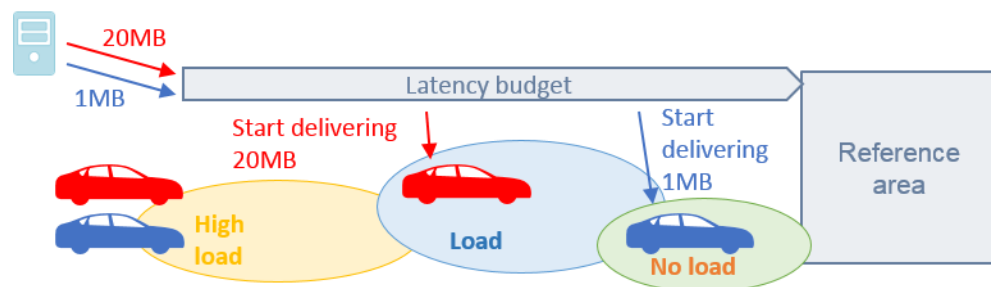 20MB
1MB
Latency budget
Start delivering
20MB
Start
delivering
1MB
Reference
area
High
load
Load
No load